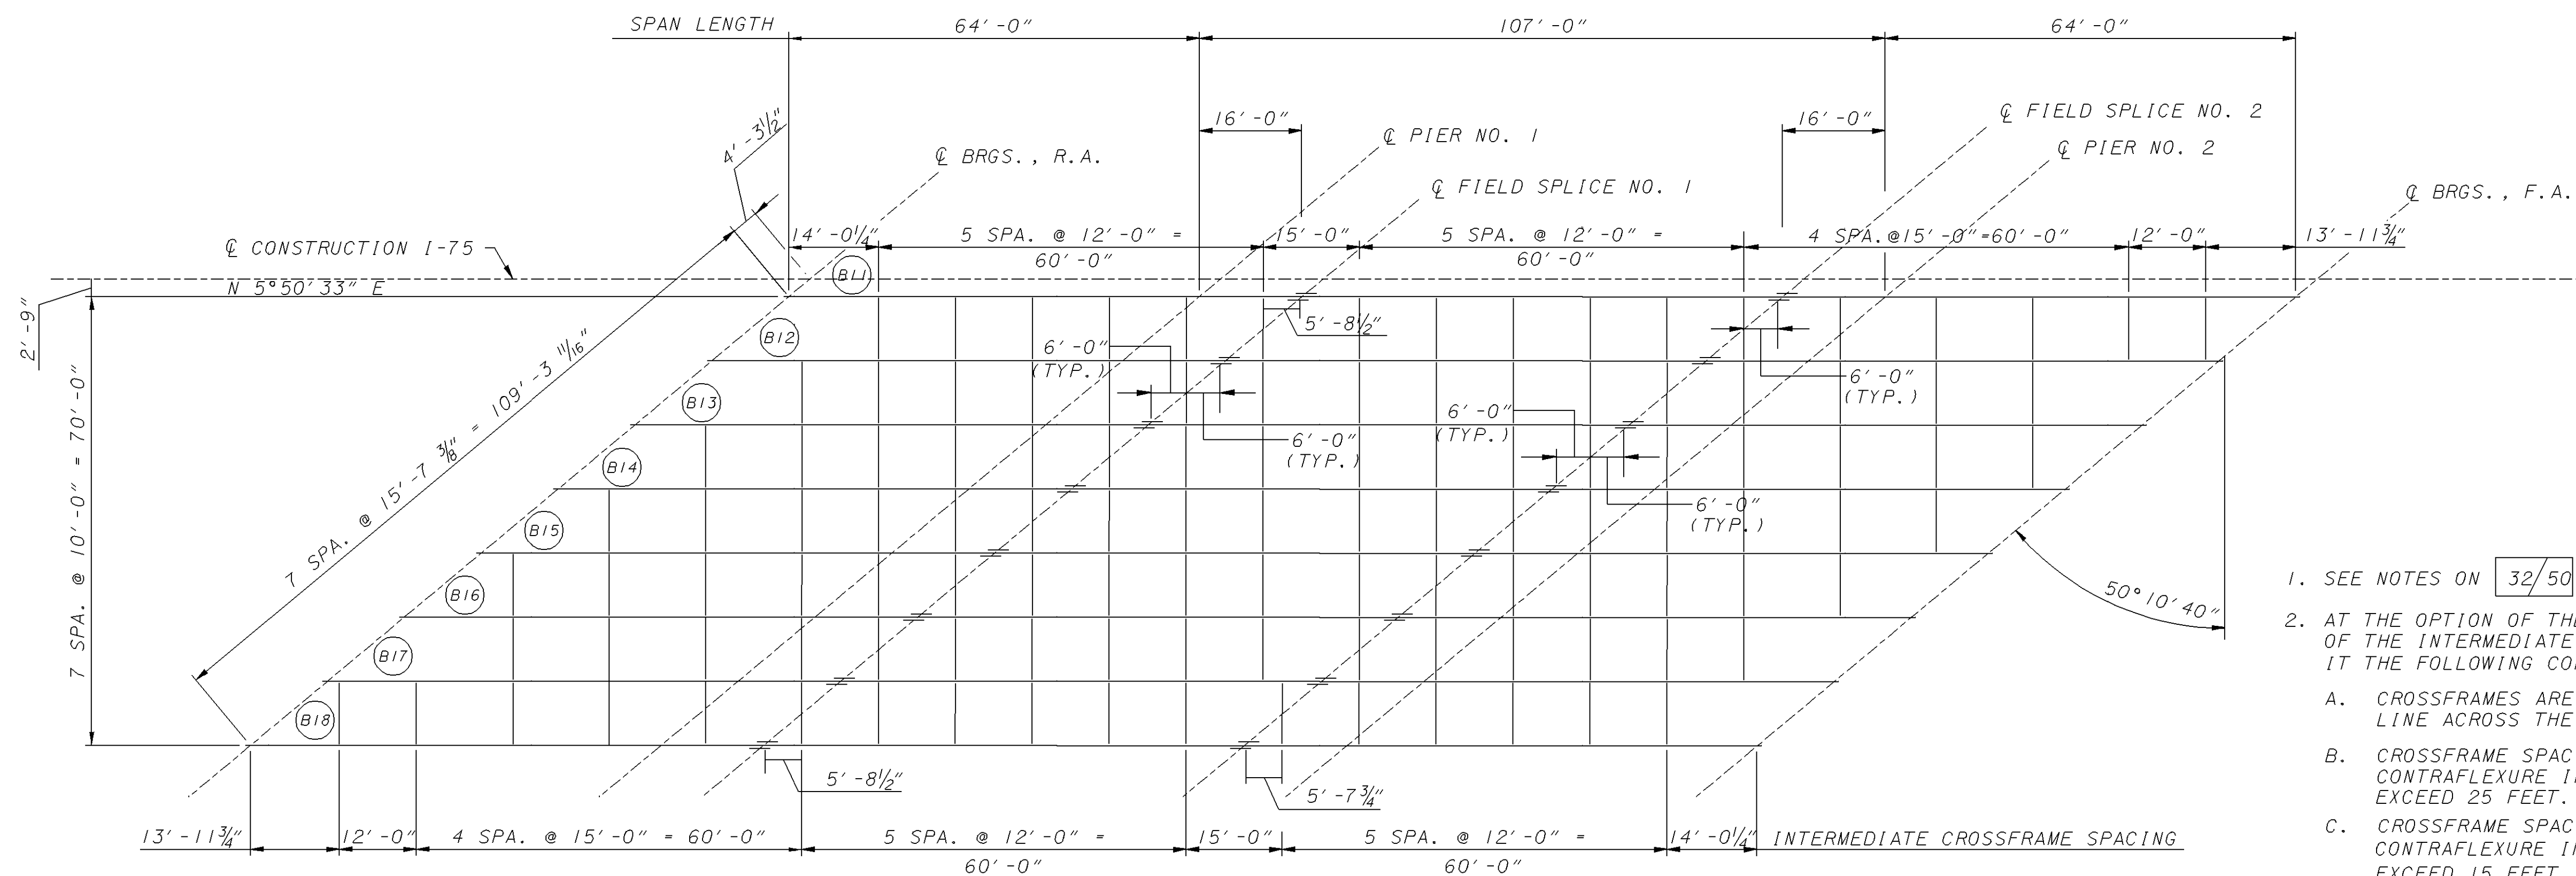 SPAN LENGTH
64'-0"
107'-0"
64'-0"
4'-3½"
16'-0"
16'-0"
℄ FIELD SPLICE NO. 2
℄ PIER NO. 1
℄ PIER NO. 2
℄ BRGS., R.A.
℄ FIELD SPLICE NO. 1
℄ BRGS., F.A.
℄ CONSTRUCTION I-75
14'-0¼"
5 SPA. @ 12'-0" =
60'-0"
15'-0"
5 SPA. @ 12'-0" =
60'-0"
4 SPA.@15'-0"=60'-0"
12'-0"
13'-11¾"
N 5°50'33" E
2'-9"
B11
B12
B13
B14
B15
B16
B17
B18
5'-8½"
6'-0"
(TYP.)
6'-0"
(TYP.)
6'-0"
(TYP.)
6'-0"
(TYP.)
6'-0"
(TYP.)
7 SPA. @ 15'-7 ⅜" = 109'-3 11/16"
7 SPA. @ 10'-0" = 70'-0"
50°10'40"
5'-8½"
5'-7¾"
13'-11¾"
12'-0"
4 SPA. @ 15'-0" = 60'-0"
5 SPA. @ 12'-0" =
60'-0"
15'-0"
5 SPA. @ 12'-0" =
60'-0"
14'-0¼"
INTERMEDIATE CROSSFRAME SPACING
1. SEE NOTES ON 32/50
2. AT THE OPTION OF THE
OF THE INTERMEDIATE
IT THE FOLLOWING CO
A. CROSSFRAMES ARE
LINE ACROSS THE
B. CROSSFRAME SPAC
CONTRAFLEXURE I
EXCEED 25 FEET.
C. CROSSFRAME SPAC
CONTRAFLEXURE I
EXCEED 15 FEET